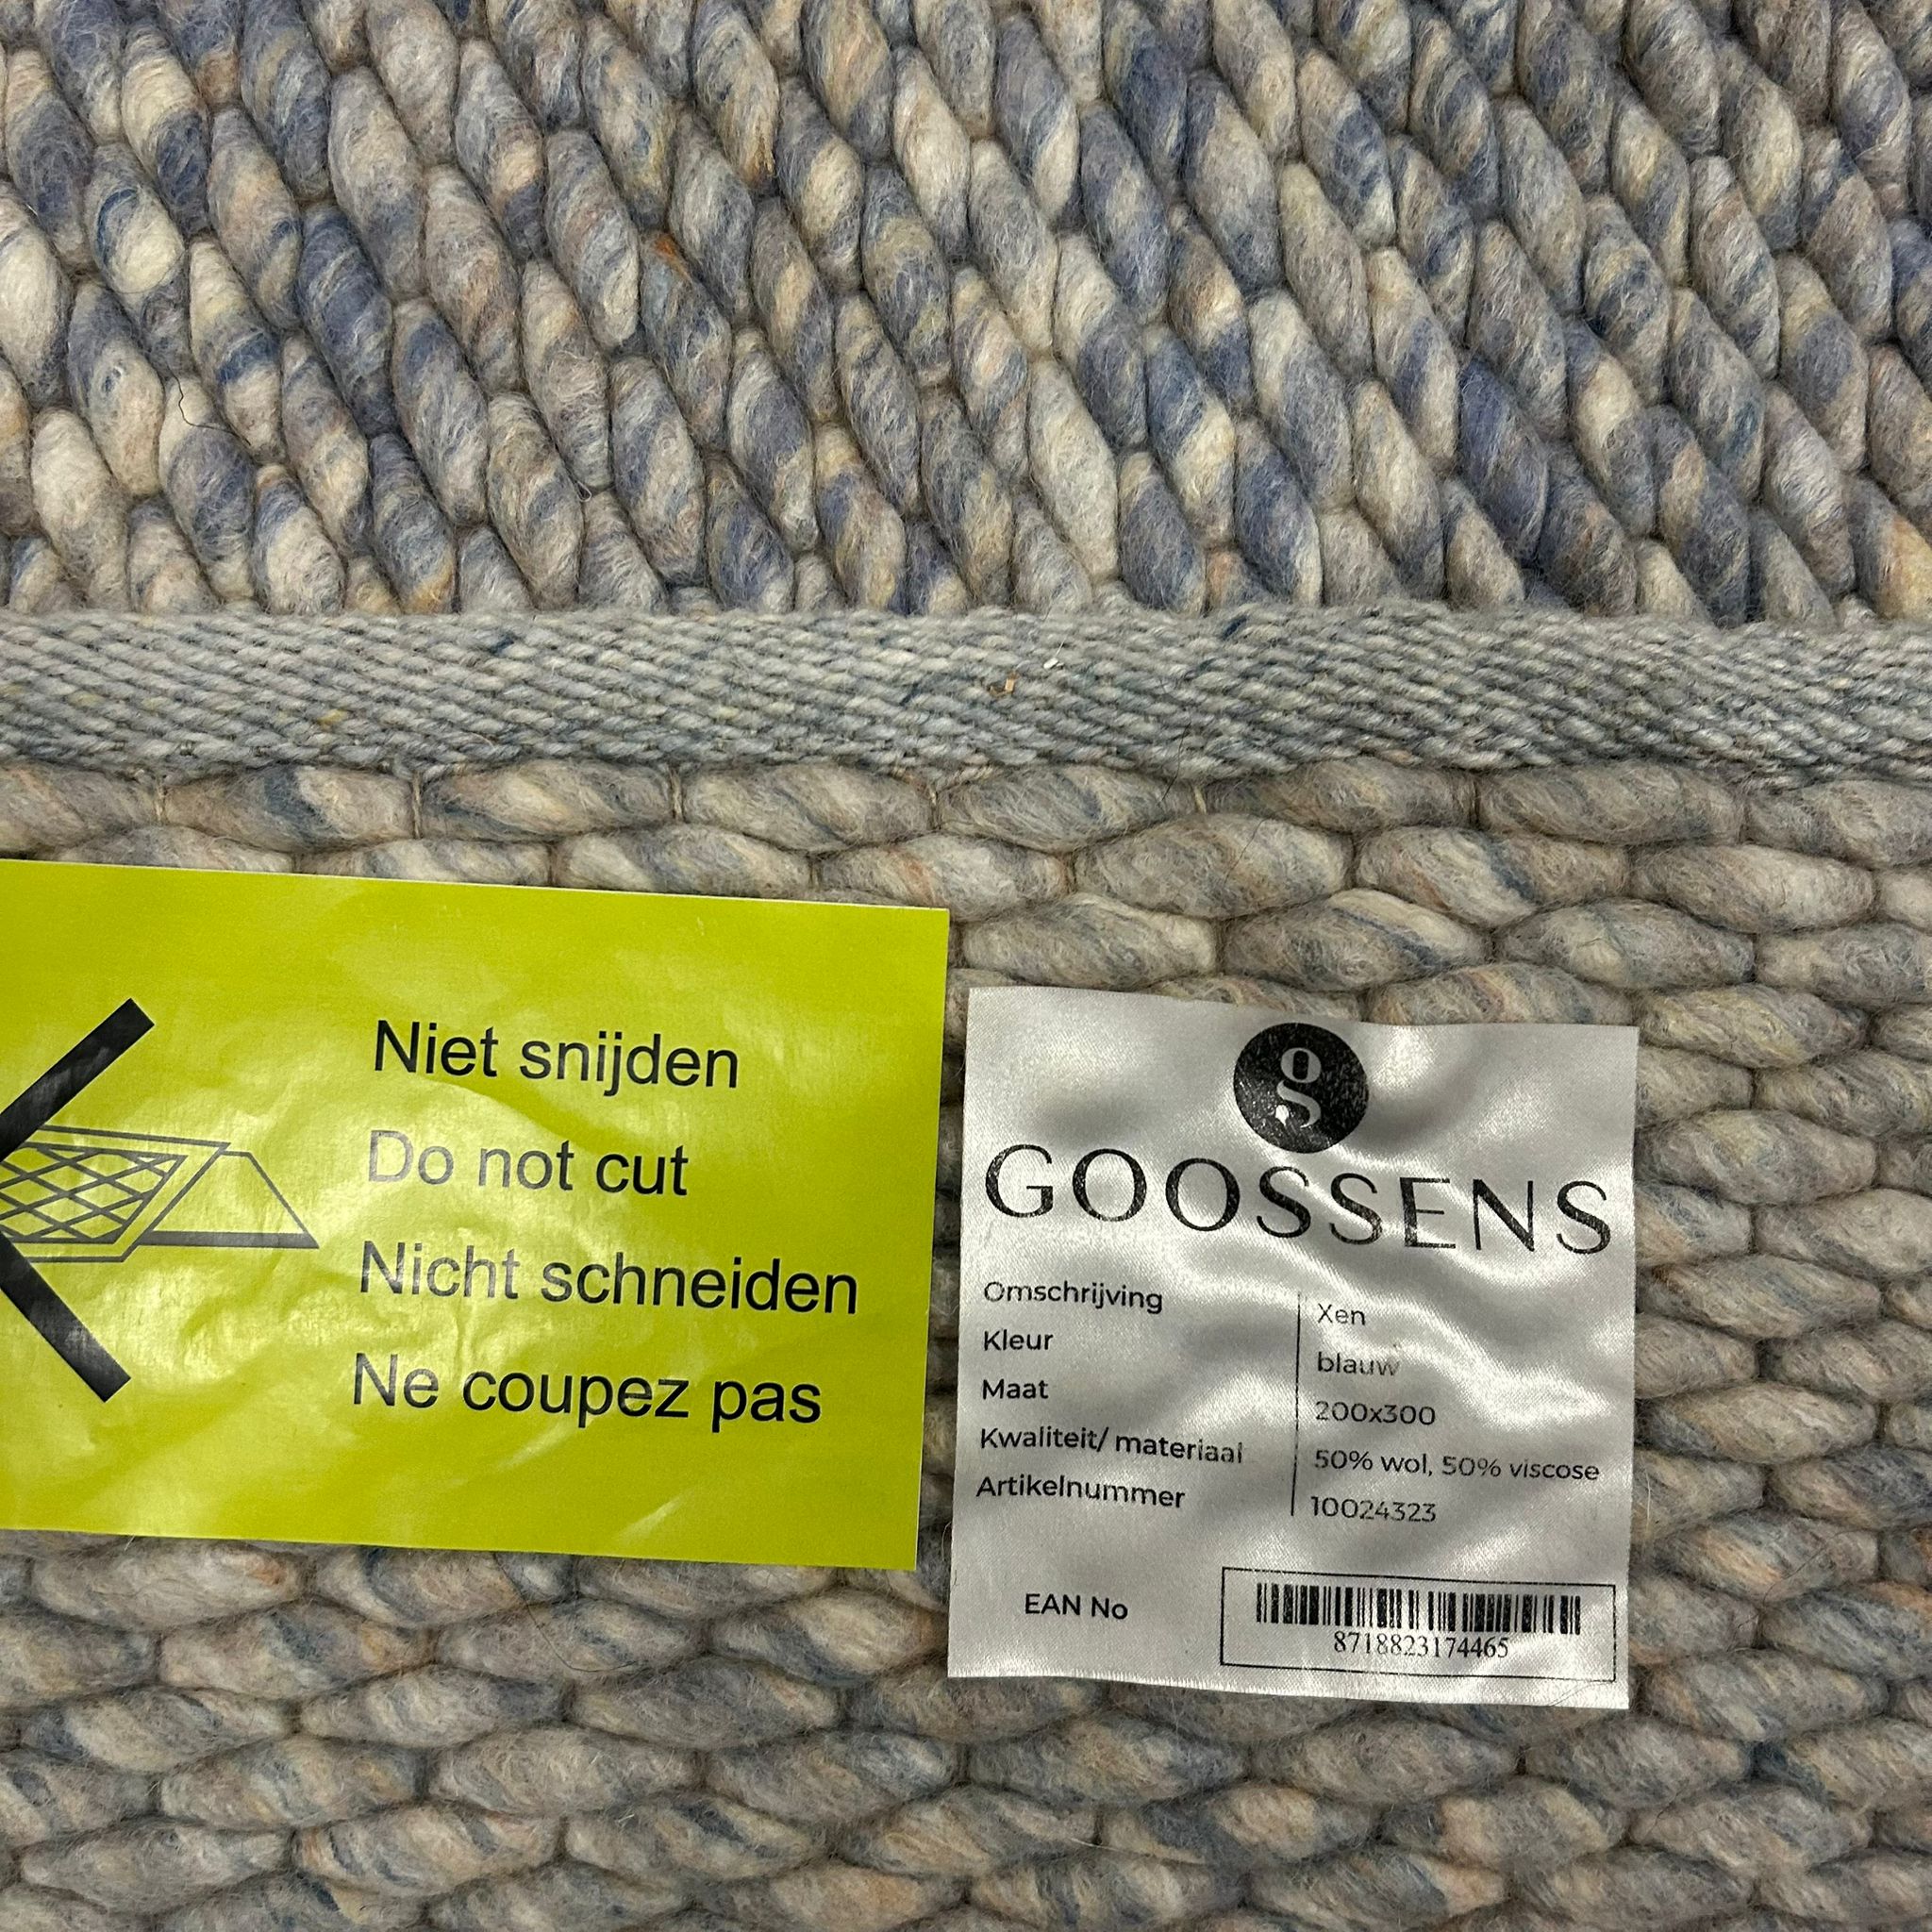 Niet snijden
Do not cut
Nicht schneiden
Ne coupez pas
g
GOOSSENS
Omschrijving Xen
Kleur blauw
Maat 200x300
Kwaliteit/ materiaal 50% wol, 50% viscose
Artikelnummer 10024323
EAN No 8718823174465